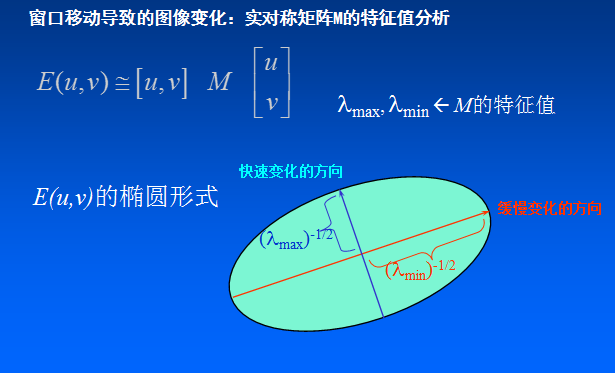 窗口移动导致的图像变化：实对称矩阵M的特征值分析
E(u,v) ≅ [u,v] M [u v]
λmax, λmin ← M的特征值
快速变化的方向
E(u,v)的椭圆形式
缓慢变化的方向
(λmax)-1/2
(λmin)-1/2